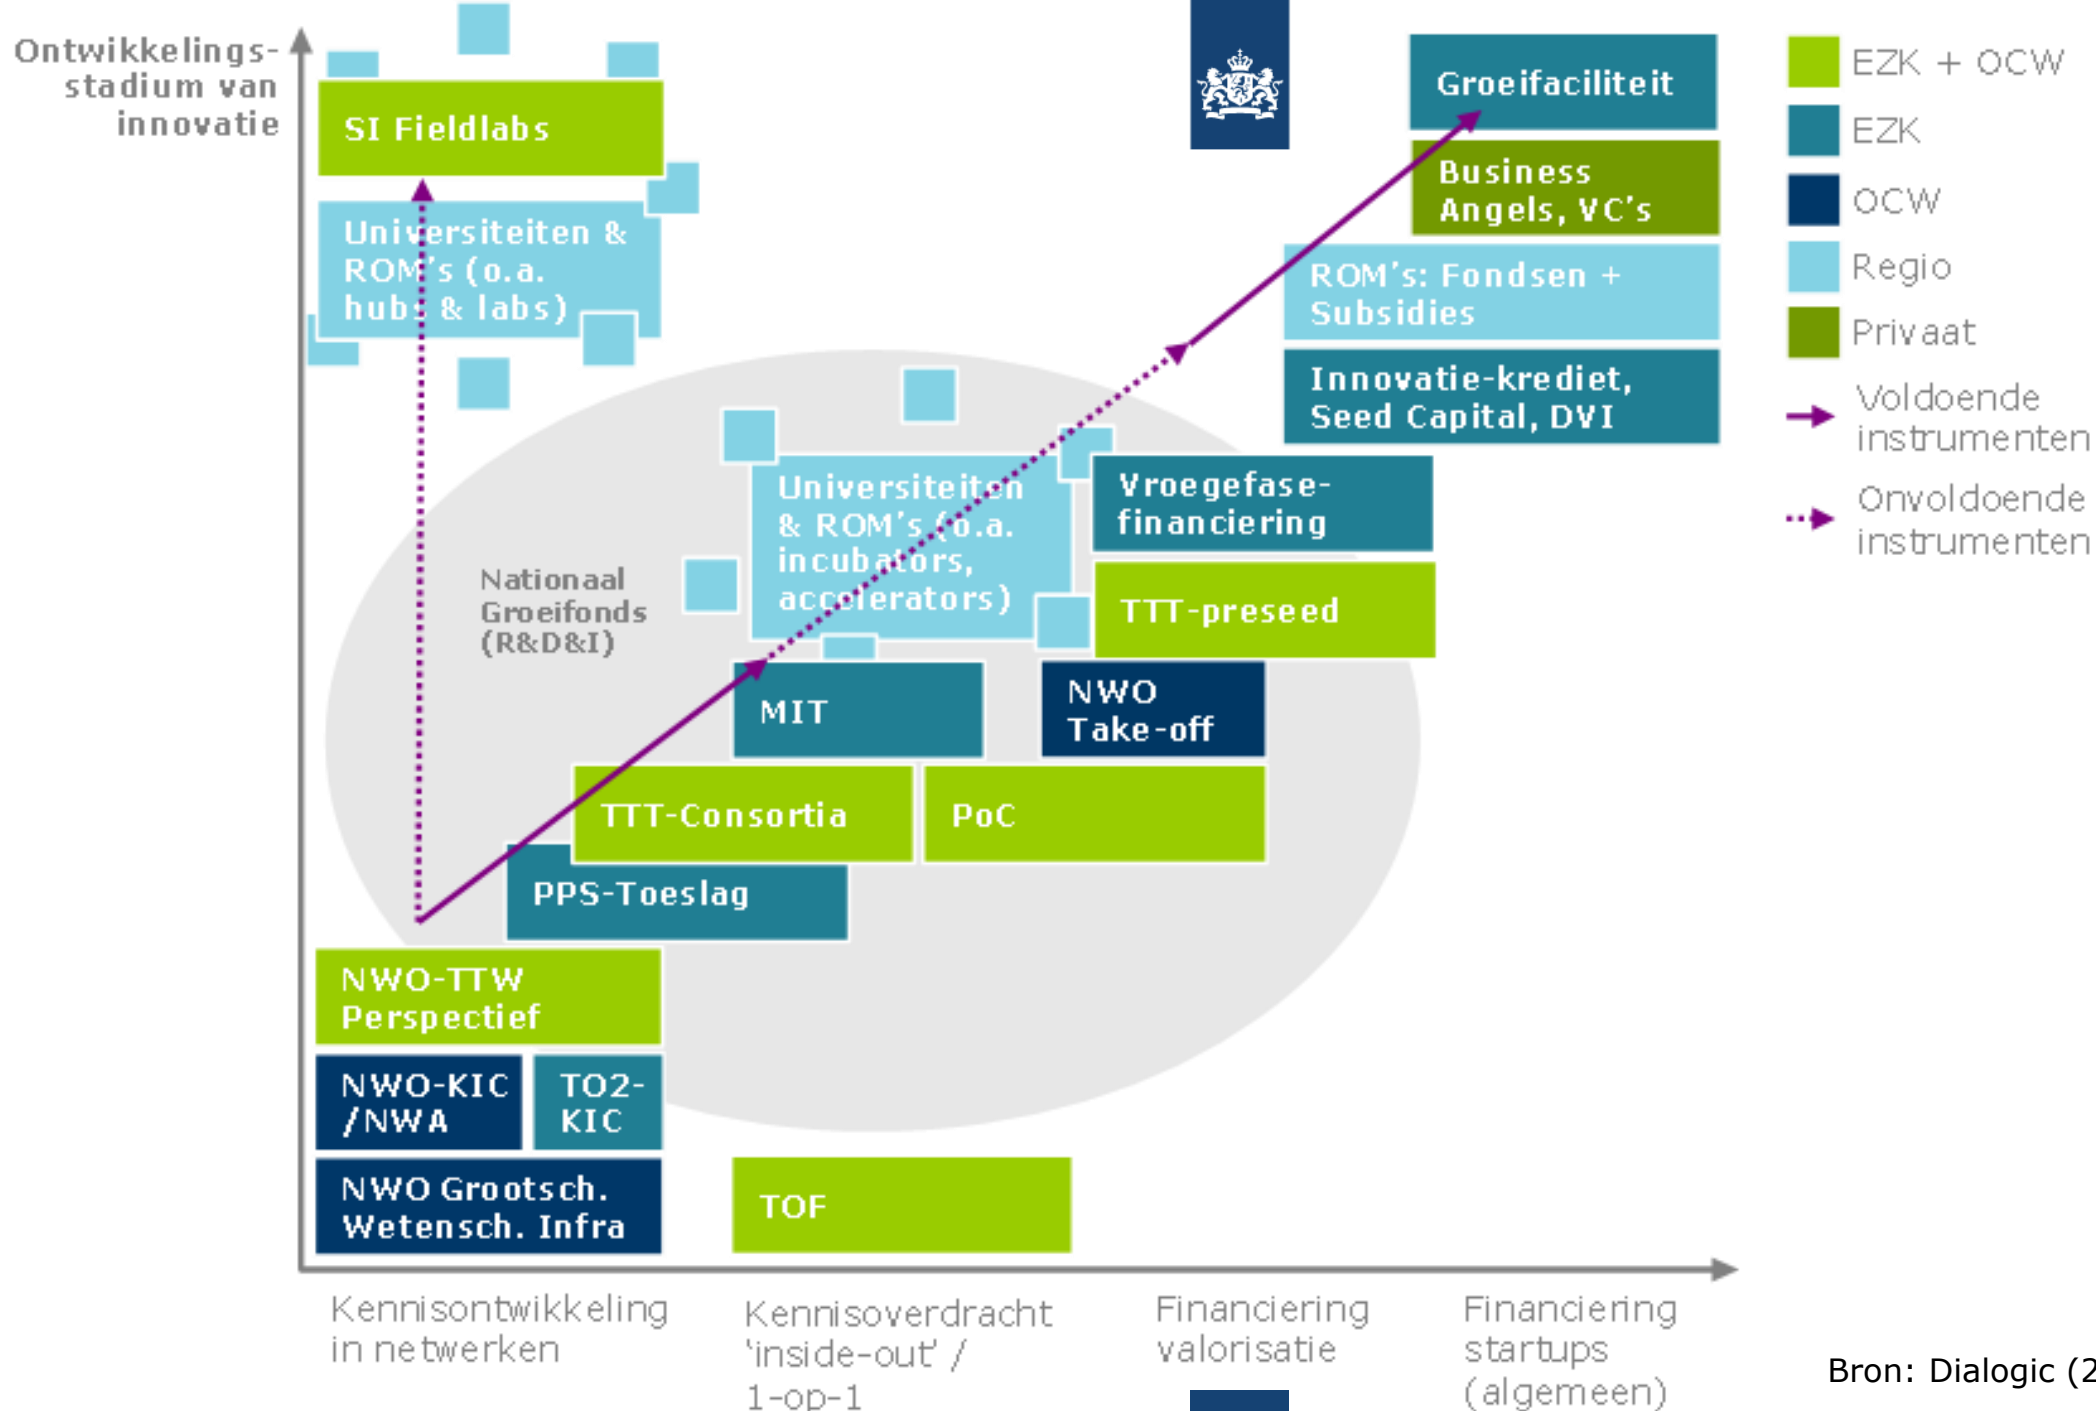 Ontwikkelings-
stadium van
innovatie
SI Fieldlabs
Universiteiten &
ROM's (o.a.
hubs & labs)
Groeifaciliteit
Business
Angels, VC's
ROM's: Fondsen +
Subsidies
Innovatie-krediet,
Seed Capital, DVI
EZK + OCW
EZK
OCW
Regio
Privaat
Voldoende
instrumenten
Onvoldoende
instrumenten
Universiteiten
& ROM's (o.a.
incubators,
accelerators)
Vroegefase-
financiering
Nationaal
Groeifonds
(R&D&I)
TTT-preseed
MIT
NWO
Take-off
TTT-Consortia
PoC
PPS-Toeslag
NWO-TTW
Perspectief
NWO-KIC
/NWA
TO2-
KIC
NWO Grootsch.
Wetensch. Infra
TOF
Kennisontwikkeling
in netwerken
Kennisoverdracht
'inside-out' /
1-op-1
Financiering
valorisatie
Financiering
startups
(algemeen)
Bron: Dialogic (2